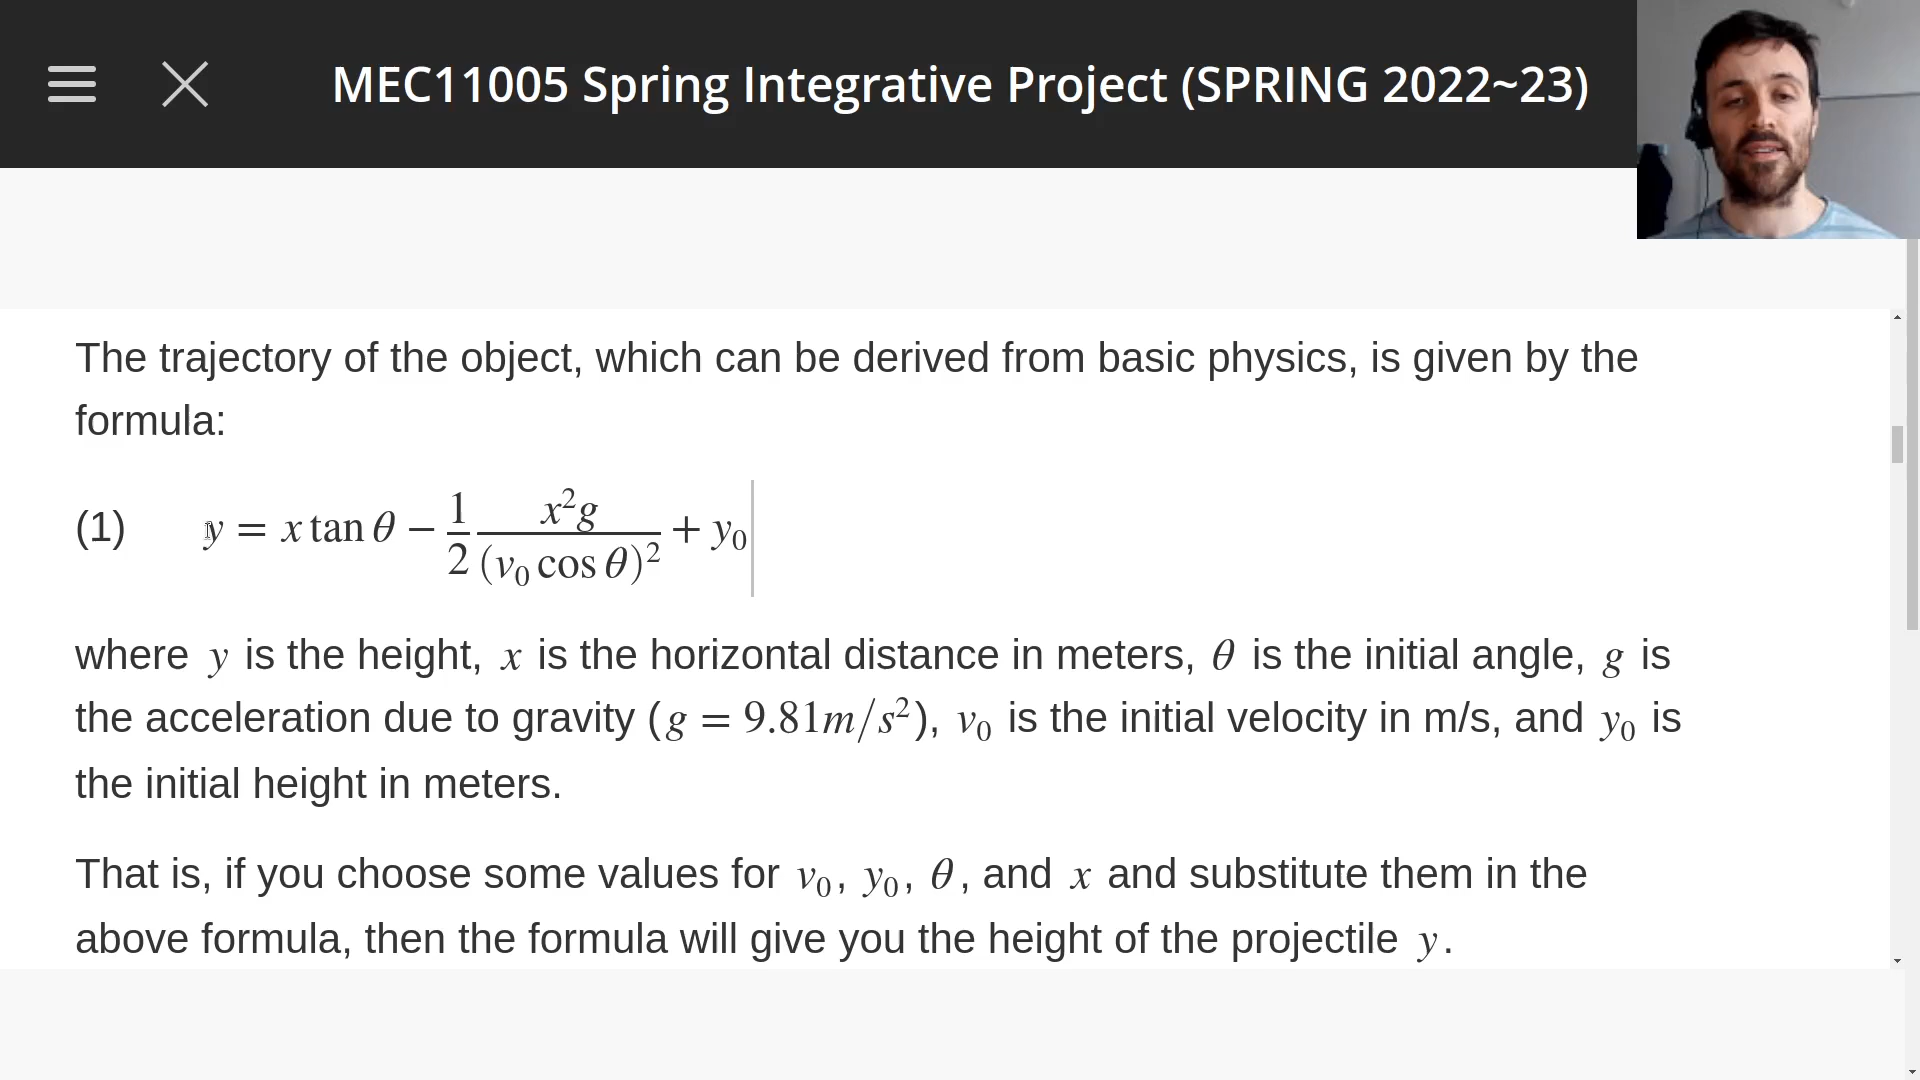 MEC11005 Spring Integrative Project (SPRING 2022~23)
The trajectory of the object, which can be derived from basic physics, is given by the
formula:
(1) y = x tan θ − 1/2 x²g/(v₀ cos θ)² + y₀
where y is the height, x is the horizontal distance in meters, θ is the initial angle, g is
the acceleration due to gravity (g = 9.81m/s²), v₀ is the initial velocity in m/s, and y₀ is
the initial height in meters.
That is, if you choose some values for v₀, y₀, θ, and x and substitute them in the
above formula, then the formula will give you the height of the projectile y.